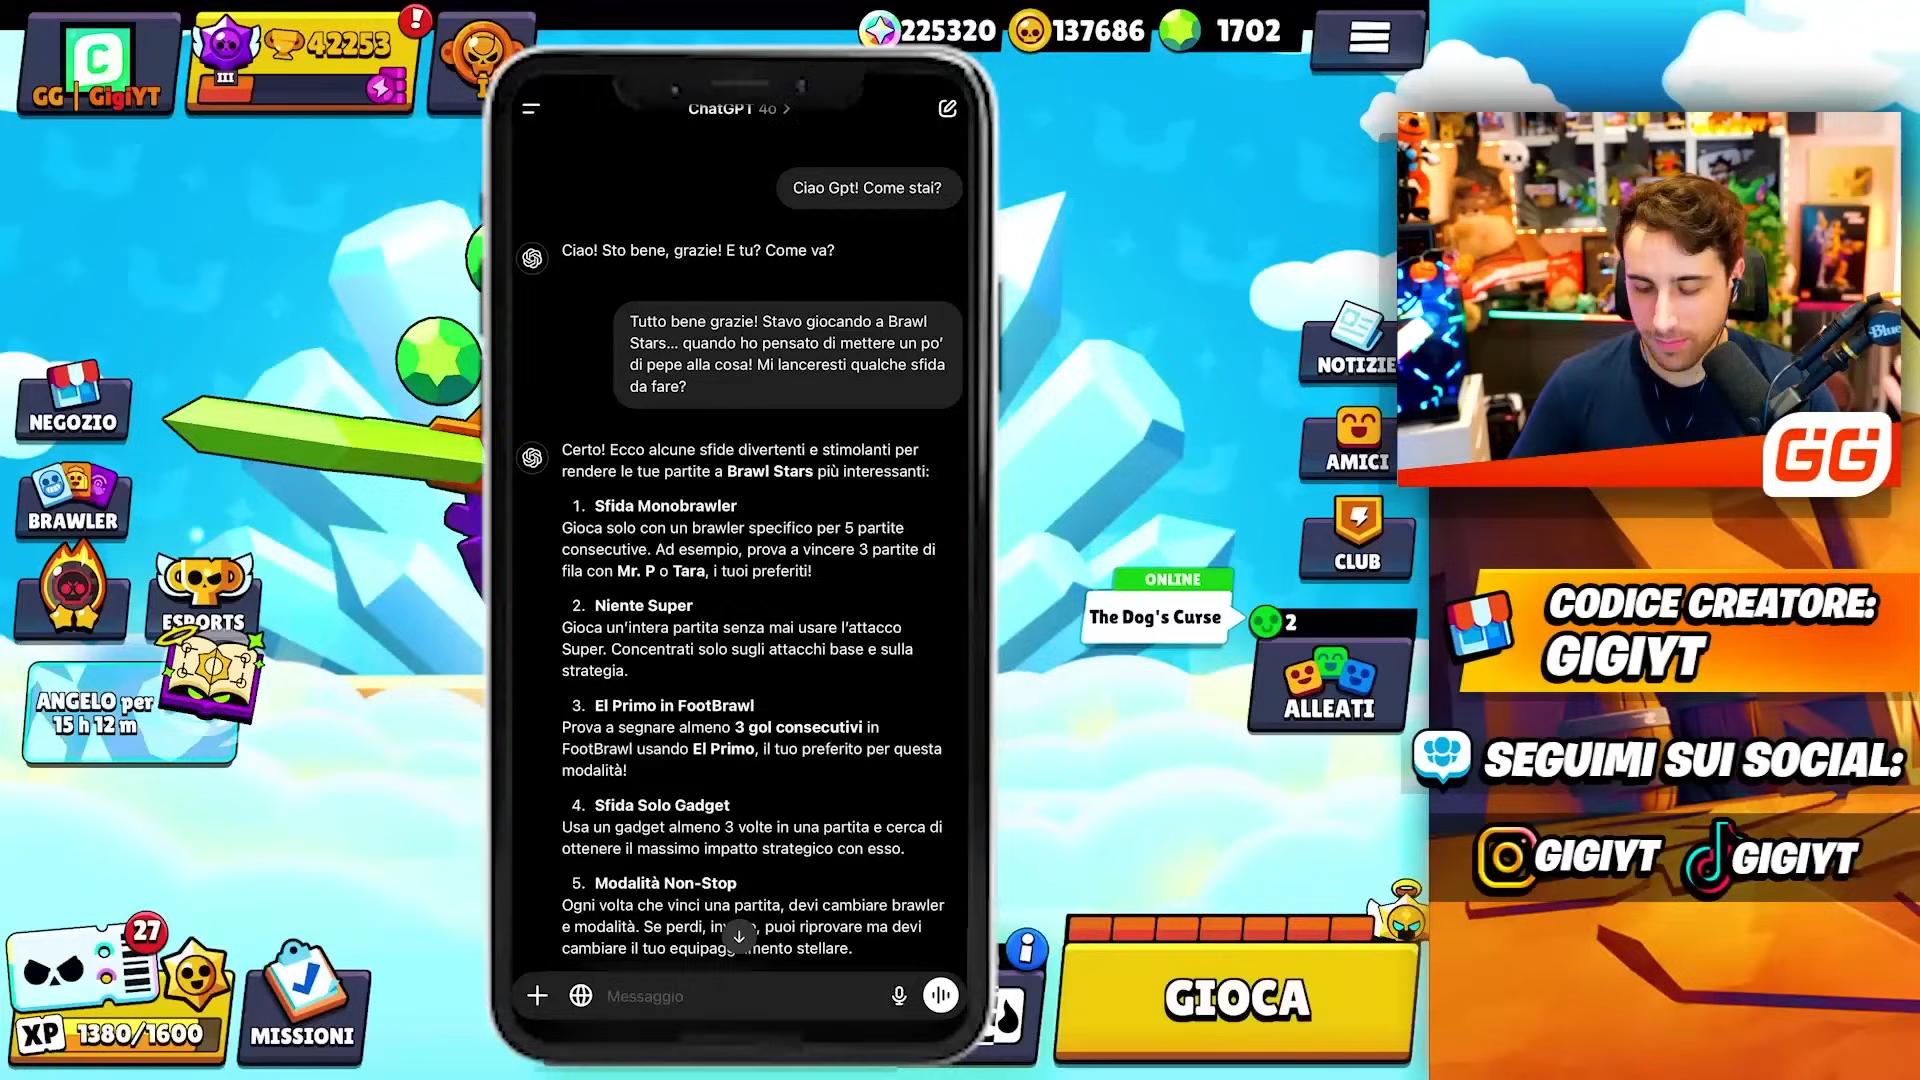 C
GG | GigiYT
III
42253
!
I
225320
137686
1702
ChatGPT 4o >
Ciao Gpt! Come stai?
Ciao! Sto bene, grazie! E tu? Come va?
Tutto bene grazie! Stavo giocando a Brawl
Stars... quando ho pensato di mettere un po'
di pepe alla cosa! Mi lanceresti qualche sfida
da fare?
Certo! Ecco alcune sfide divertenti e stimolanti per
rendere le tue partite a Brawl Stars più interessanti:
1. Sfida Monobrawler
Gioca solo con un brawler specifico per 5 partite
consecutive. Ad esempio, prova a vincere 3 partite di
fila con Mr. P o Tara, i tuoi preferiti!
2. Niente Super
Gioca un'intera partita senza mai usare l'attacco
Super. Concentrati solo sugli attacchi base e sulla
strategia.
3. El Primo in FootBrawl
Prova a segnare almeno 3 gol consecutivi in
FootBrawl usando El Primo, il tuo preferito per questa
modalità!
4. Sfida Solo Gadget
Usa un gadget almeno 3 volte in una partita e cerca di
ottenere il massimo impatto strategico con esso.
5. Modalità Non-Stop
Ogni volta che vinci una partita, devi cambiare brawler
e modalità. Se perdi, puoi riprovare ma devi
cambiare il tuo stellare.
Messaggio
NEGOZIO
BRAWLER
ESPORTS
ANGELO per
15 h 12 m
27
XP 1380/1600
MISSIONI
NOTIZIE
AMICI
CLUB
ONLINE
The Dog's Curse
2
ALLEATI
i
GIOCA
Blue
GG
CODICE CREATORE:
GIGIYT
SEGUIMI SUI SOCIAL:
GIGIYT
GIGIYT